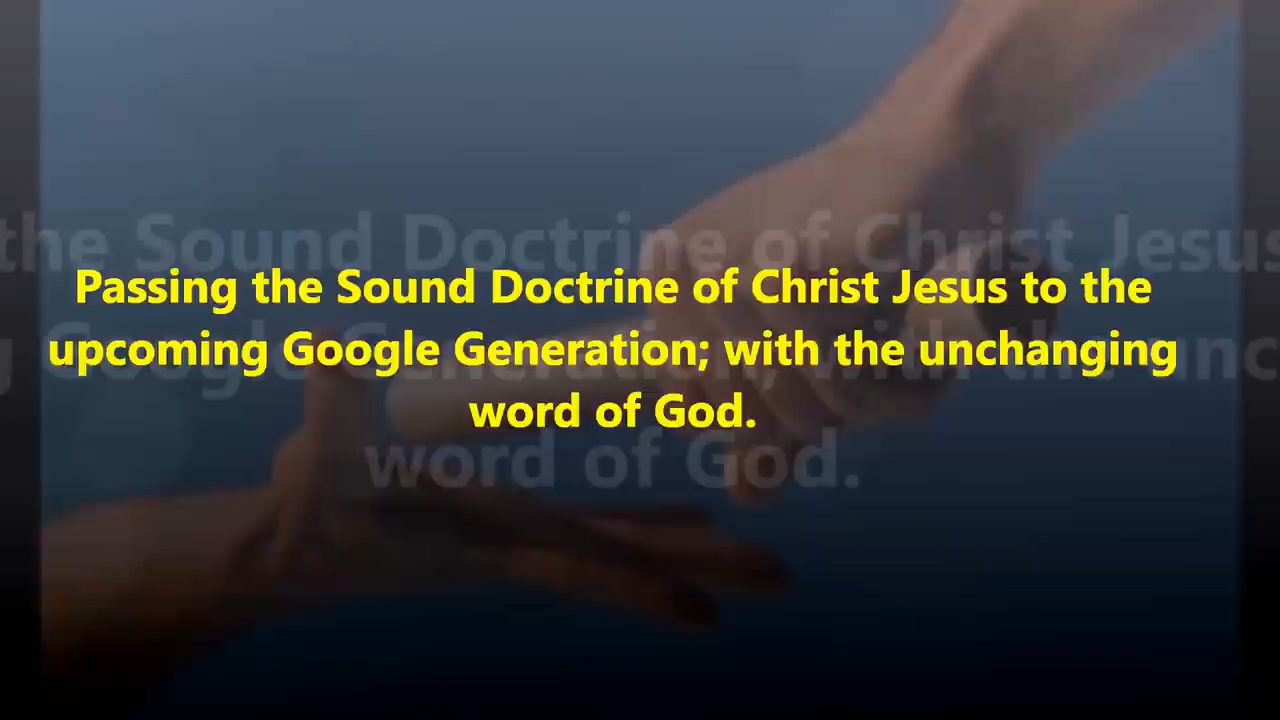 Passing the Sound Doctrine of Christ Jesus to the
upcoming Google Generation; with the unchanging
word of God.